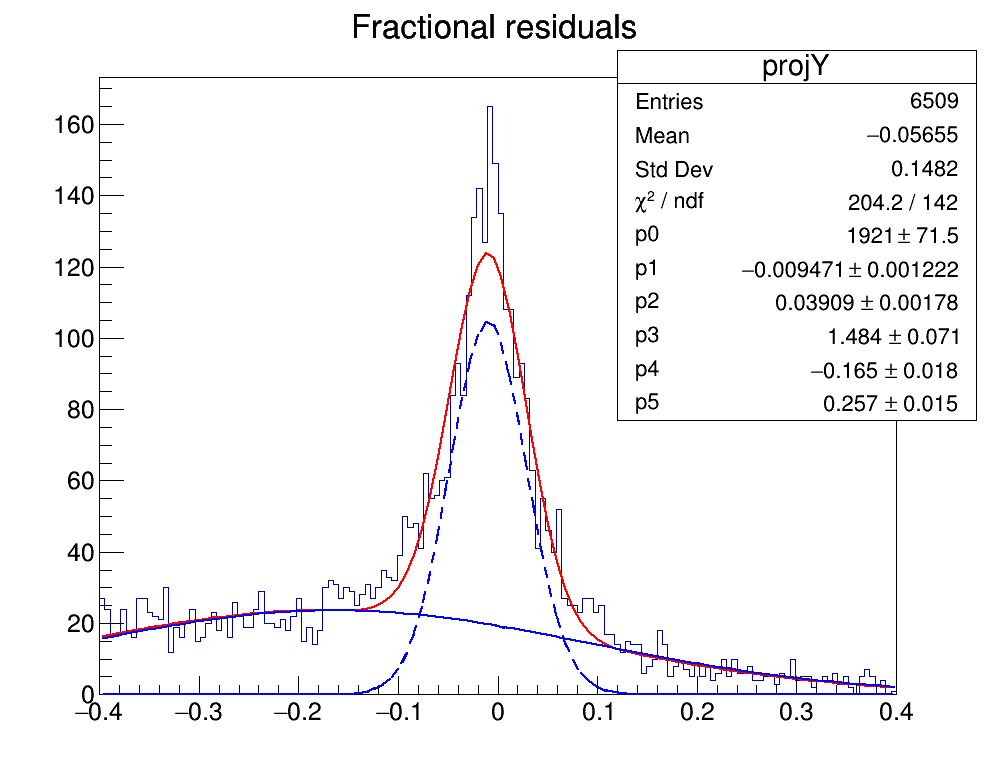 Fractional residuals
projY
Entries 6509
Mean −0.05655
Std Dev 0.1482
χ² / ndf 204.2 / 142
p0 1921 ± 71.5
p1 −0.009471 ± 0.001222
p2 0.03909 ± 0.00178
p3 1.484 ± 0.071
p4 −0.165 ± 0.018
p5 0.257 ± 0.015
160
140
120
100
80
60
40
20
0
−0.4 −0.3 −0.2 −0.1 0 0.1 0.2 0.3 0.4